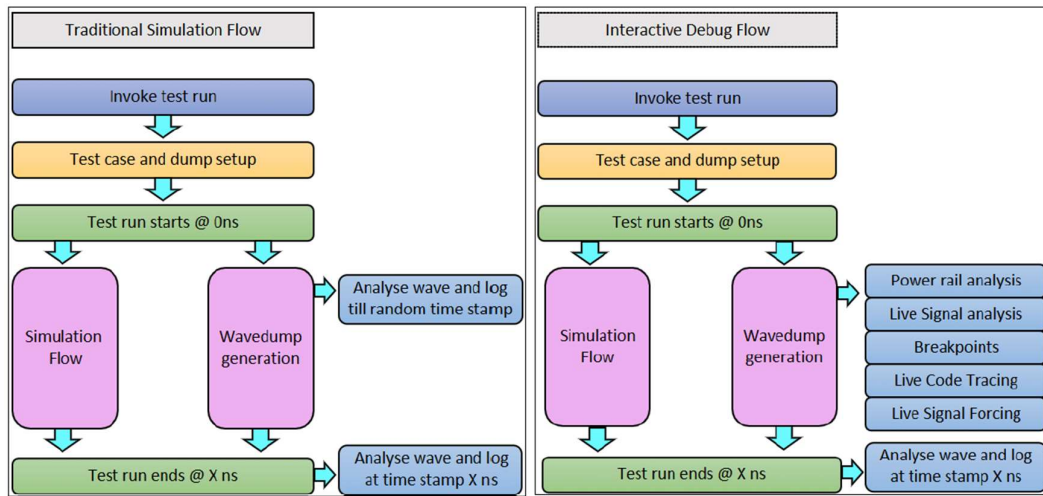 Traditional Simulation Flow
Invoke test run
Test case and dump setup
Test run starts @ 0ns
Simulation
Flow
Wavedump
generation
Analyse wave and log
till random time stamp
Test run ends @ X ns
Analyse wave and log
at time stamp X ns
Interactive Debug Flow
Invoke test run
Test case and dump setup
Test run starts @ 0ns
Simulation
Flow
Wavedump
generation
Power rail analysis
Live Signal analysis
Breakpoints
Live Code Tracing
Live Signal Forcing
Test run ends @ X ns
Analyse wave and log
at time stamp X ns